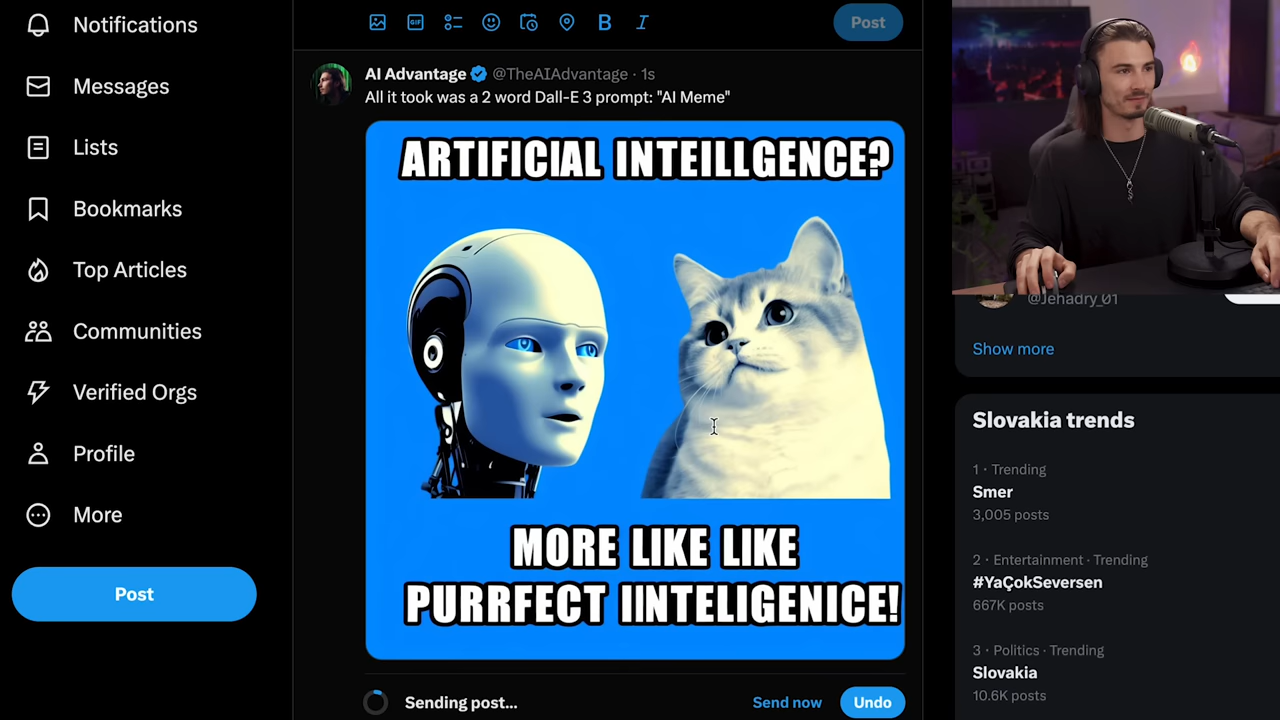 Notifications
Messages
Lists
Bookmarks
Top Articles
Communities
Verified Orgs
Profile
More
Post
GIF
B I
Post
AI Advantage @TheAIAdvantage · 1s
All it took was a 2 word Dall-E 3 prompt: "AI Meme"
ARTIFICIAL INTEILLGENCE?
MORE LIKE LIKE
PURRFECT IINTELIGENICE!
Sending post...
Send now
Undo
@Jehadry_01
Show more
Slovakia trends
1 · Trending
Smer
3,005 posts
2 · Entertainment · Trending
#YaÇokSeversen
667K posts
3 · Politics · Trending
Slovakia
10.6K posts